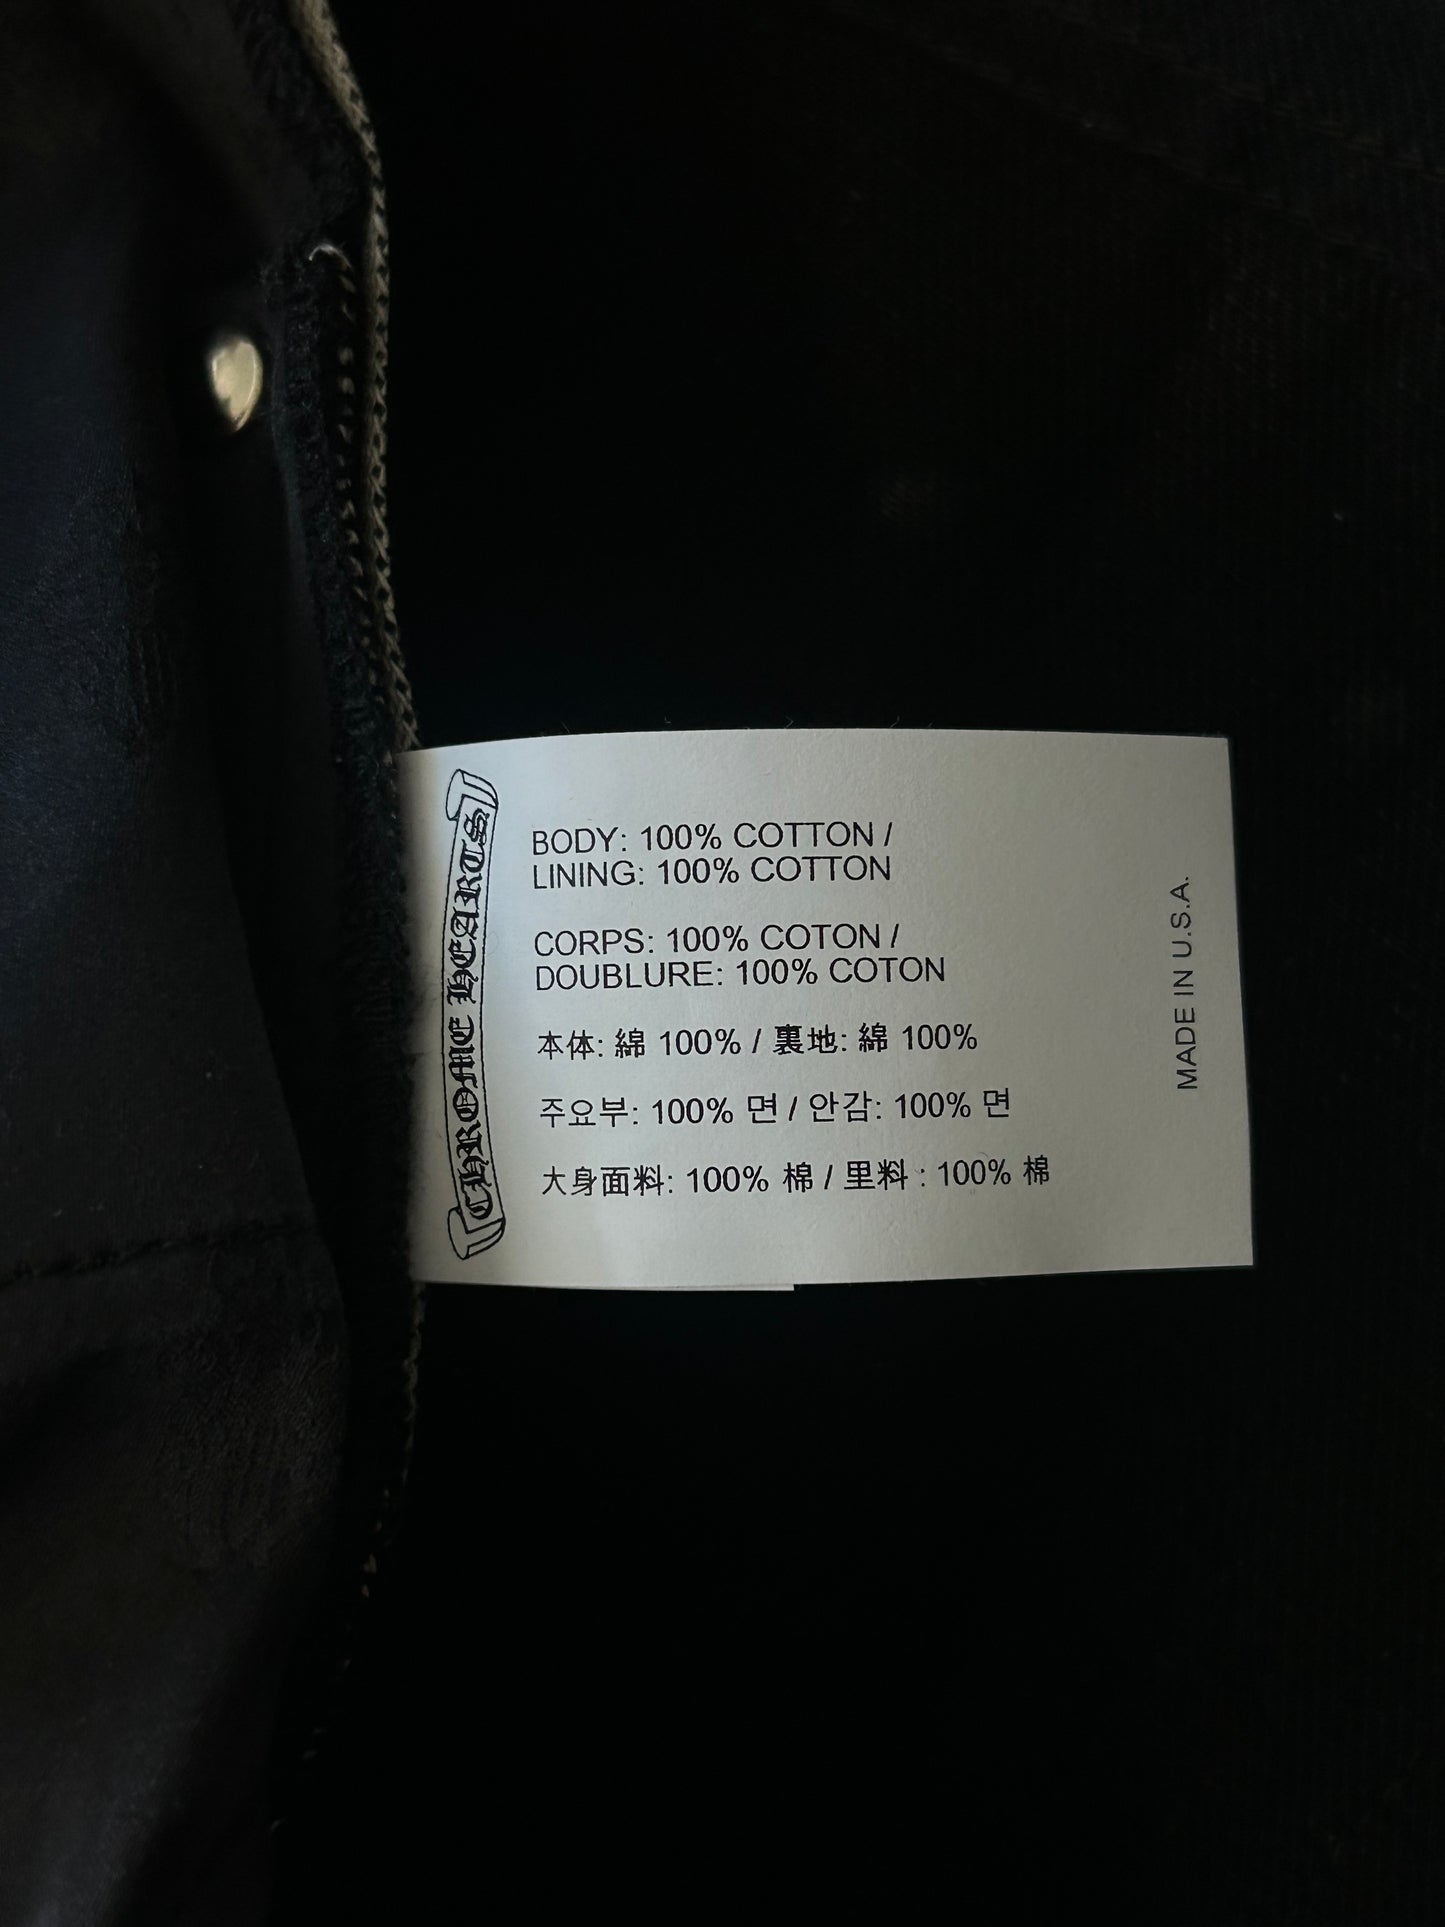 CHROME HEARTS
BODY: 100% COTTON /
LINING: 100% COTTON
CORPS: 100% COTON /
DOUBLURE: 100% COTON
本体: 綿 100% / 裏地: 綿 100%
주요부: 100% 면 / 안감: 100% 면
大身面料: 100% 棉 / 里料 : 100% 棉
MADE IN U.S.A.